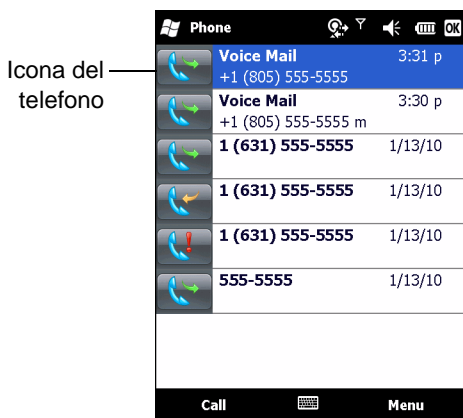 Phone
OK
Icona del
telefono
Voice Mail 3:31 p
+1 (805) 555-5555
Voice Mail 3:30 p
+1 (805) 555-5555 m
1 (631) 555-5555 1/13/10
1 (631) 555-5555 1/13/10
1 (631) 555-5555 1/13/10
555-5555 1/13/10
Call Menu